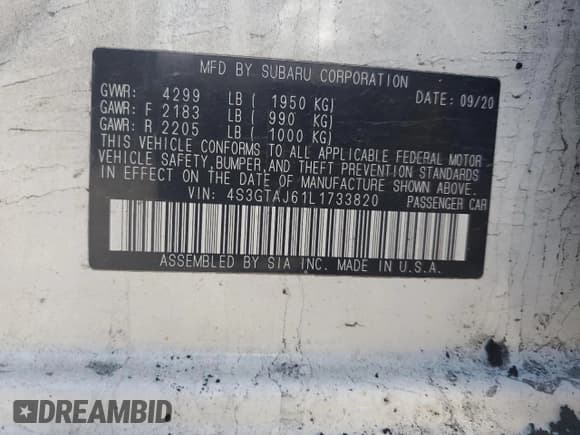 MFD BY SUBARU CORPORATION
GVWR: 4299 LB ( 1950 KG) DATE: 09/20
GAWR: F 2183 LB ( 990 KG)
GAWR: R 2205 LB ( 1000 KG)
THIS VEHICLE CONFORMS TO ALL APPLICABLE FEDERAL MOTOR
VEHICLE SAFETY, BUMPER, AND THEFT PREVENTION STANDARDS
IN EFFECT ON THE DATE OF MANUFACTURE SHOWN ABOVE.
VIN: 4S3GTAJ61L1733820 PASSENGER CAR
ASSEMBLED BY SIA INC. MADE IN U.S.A.
DREAMBID